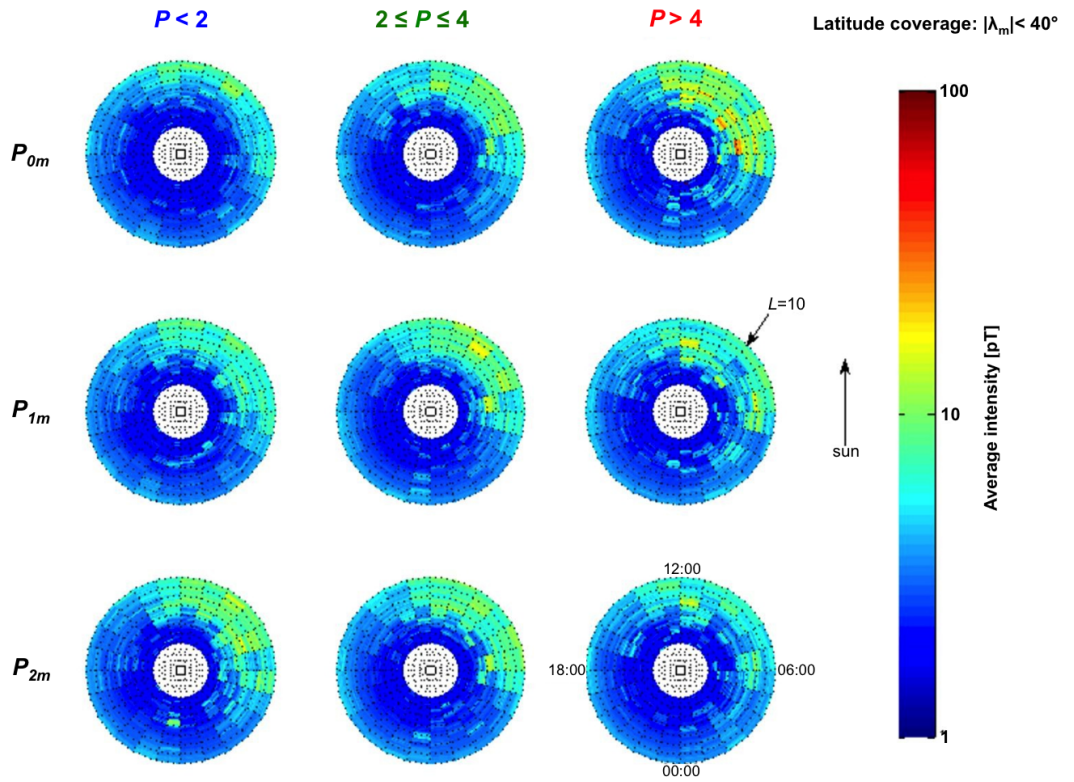 P < 2
2 ≤ P ≤ 4
P > 4
Latitude coverage: |λm|< 40°
100
P0m
L=10
P1m
10
sun
Average intensity [pT]
12:00
P2m
18:00
06:00
1
00:00